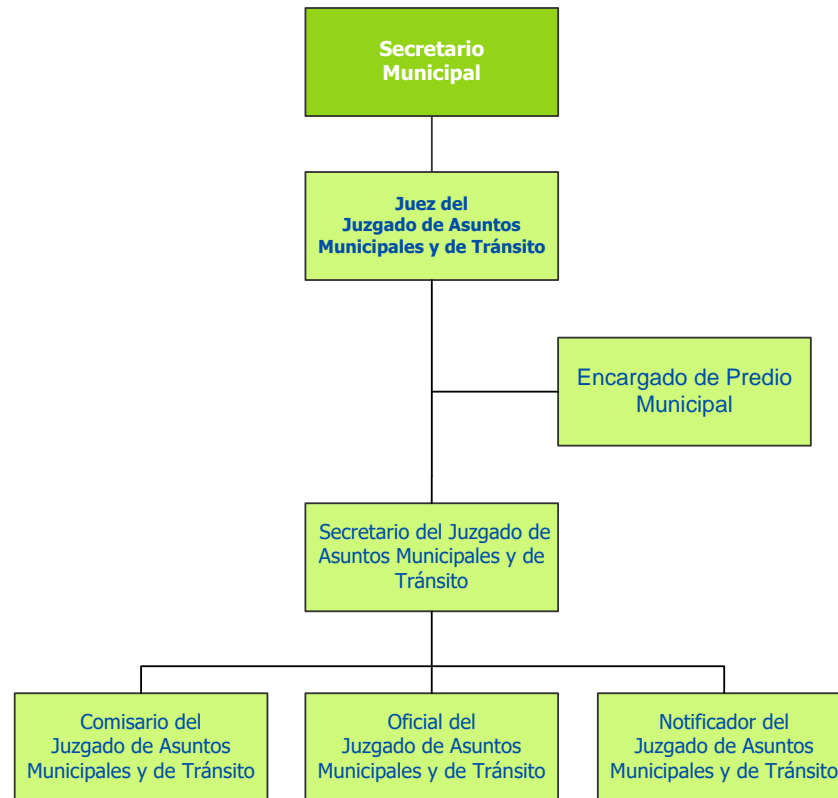 Secretario
Municipal
Juez del
Juzgado de Asuntos
Municipales y de Tránsito
Encargado de Predio
Municipal
Secretario del Juzgado de
Asuntos Municipales y de
Tránsito
Comisario del
Juzgado de Asuntos
Municipales y de Tránsito
Oficial del
Juzgado de Asuntos
Municipales y de Tránsito
Notificador del
Juzgado de Asuntos
Municipales y de Tránsito